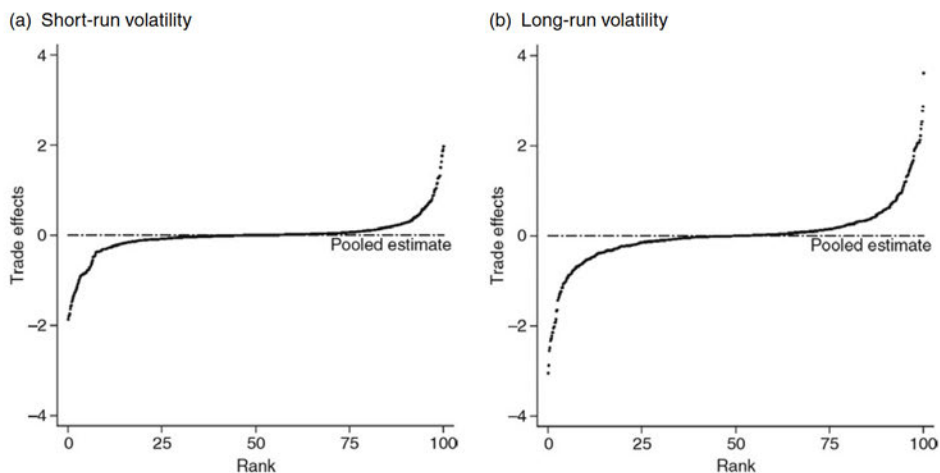 (a) Short-run volatility
4
2
0
−2
−4
Trade effects
Pooled estimate
0 25 50 75 100
Rank
(b) Long-run volatility
4
2
0
−2
−4
Trade effects
Pooled estimate
0 25 50 75 100
Rank